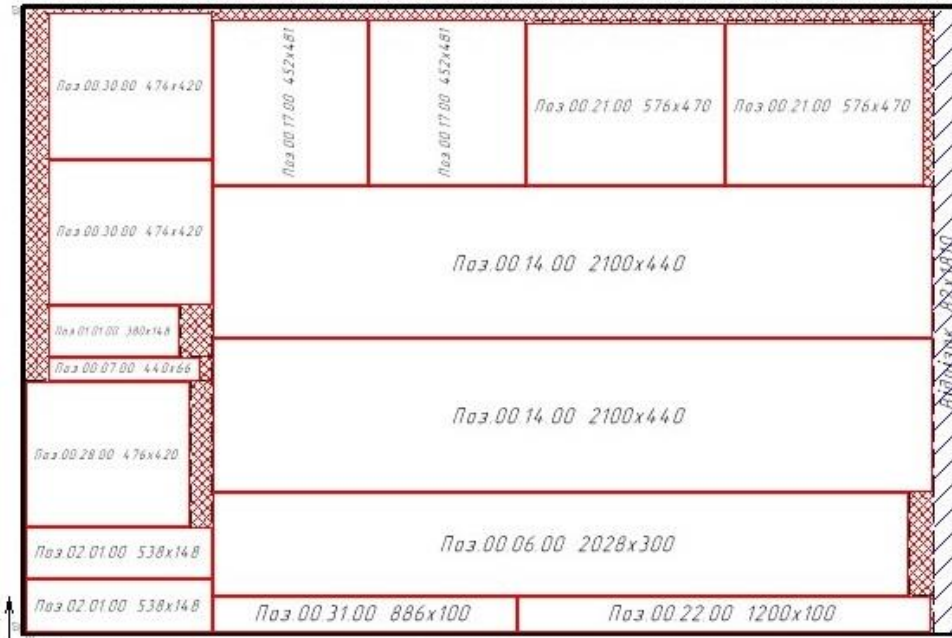 Поз.00.30.00 474x420
Поз.00.17.00 452x481
Поз.00.17.00 452x481
Поз.00.21.00 576x470
Поз.00.21.00 576x470
Поз.00.30.00 474x420
Поз.00.14.00 2100x440
Поз.01.01.00 380x148
Поз.00.07.00 440x66
Поз.00.14.00 2100x440
Поз.00.28.00 476x420
Поз.00.06.00 2028x300
Поз.02.01.00 538x148
Поз.02.01.00 538x148
Поз.00.31.00 886x100
Поз.00.22.00 1200x100